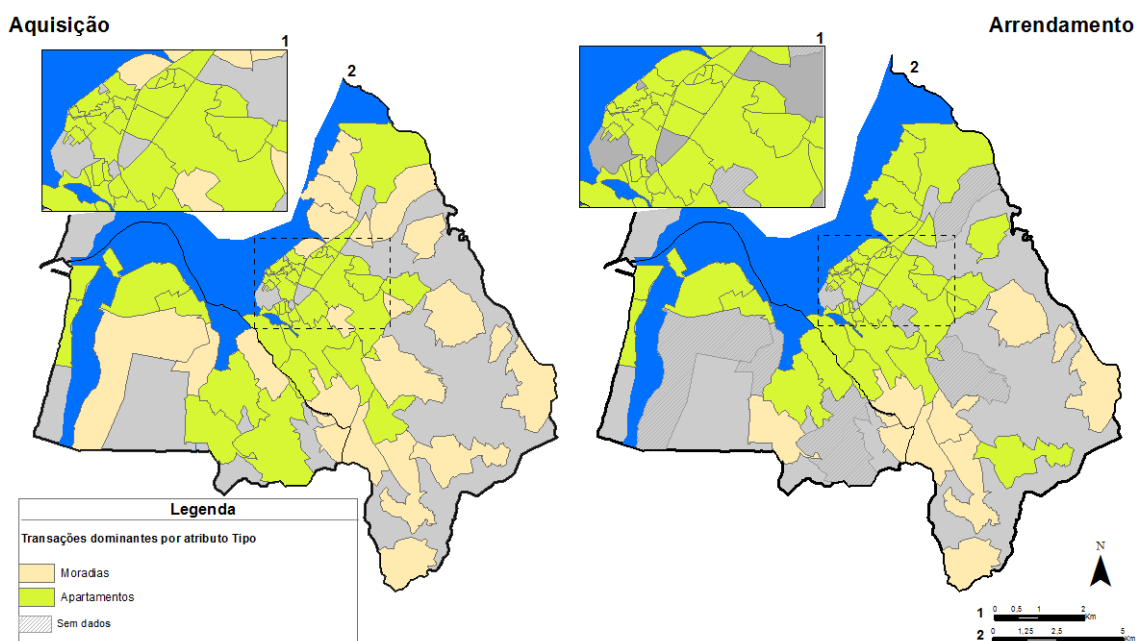 Aquisição
Arrendamento
1
2
1
2
Legenda
Transações dominantes por atributo Tipo
Moradias
Apartamentos
Sem dados
N
1 0 0,5 1 2
Km
2 0 1,25 2,5 5
Km